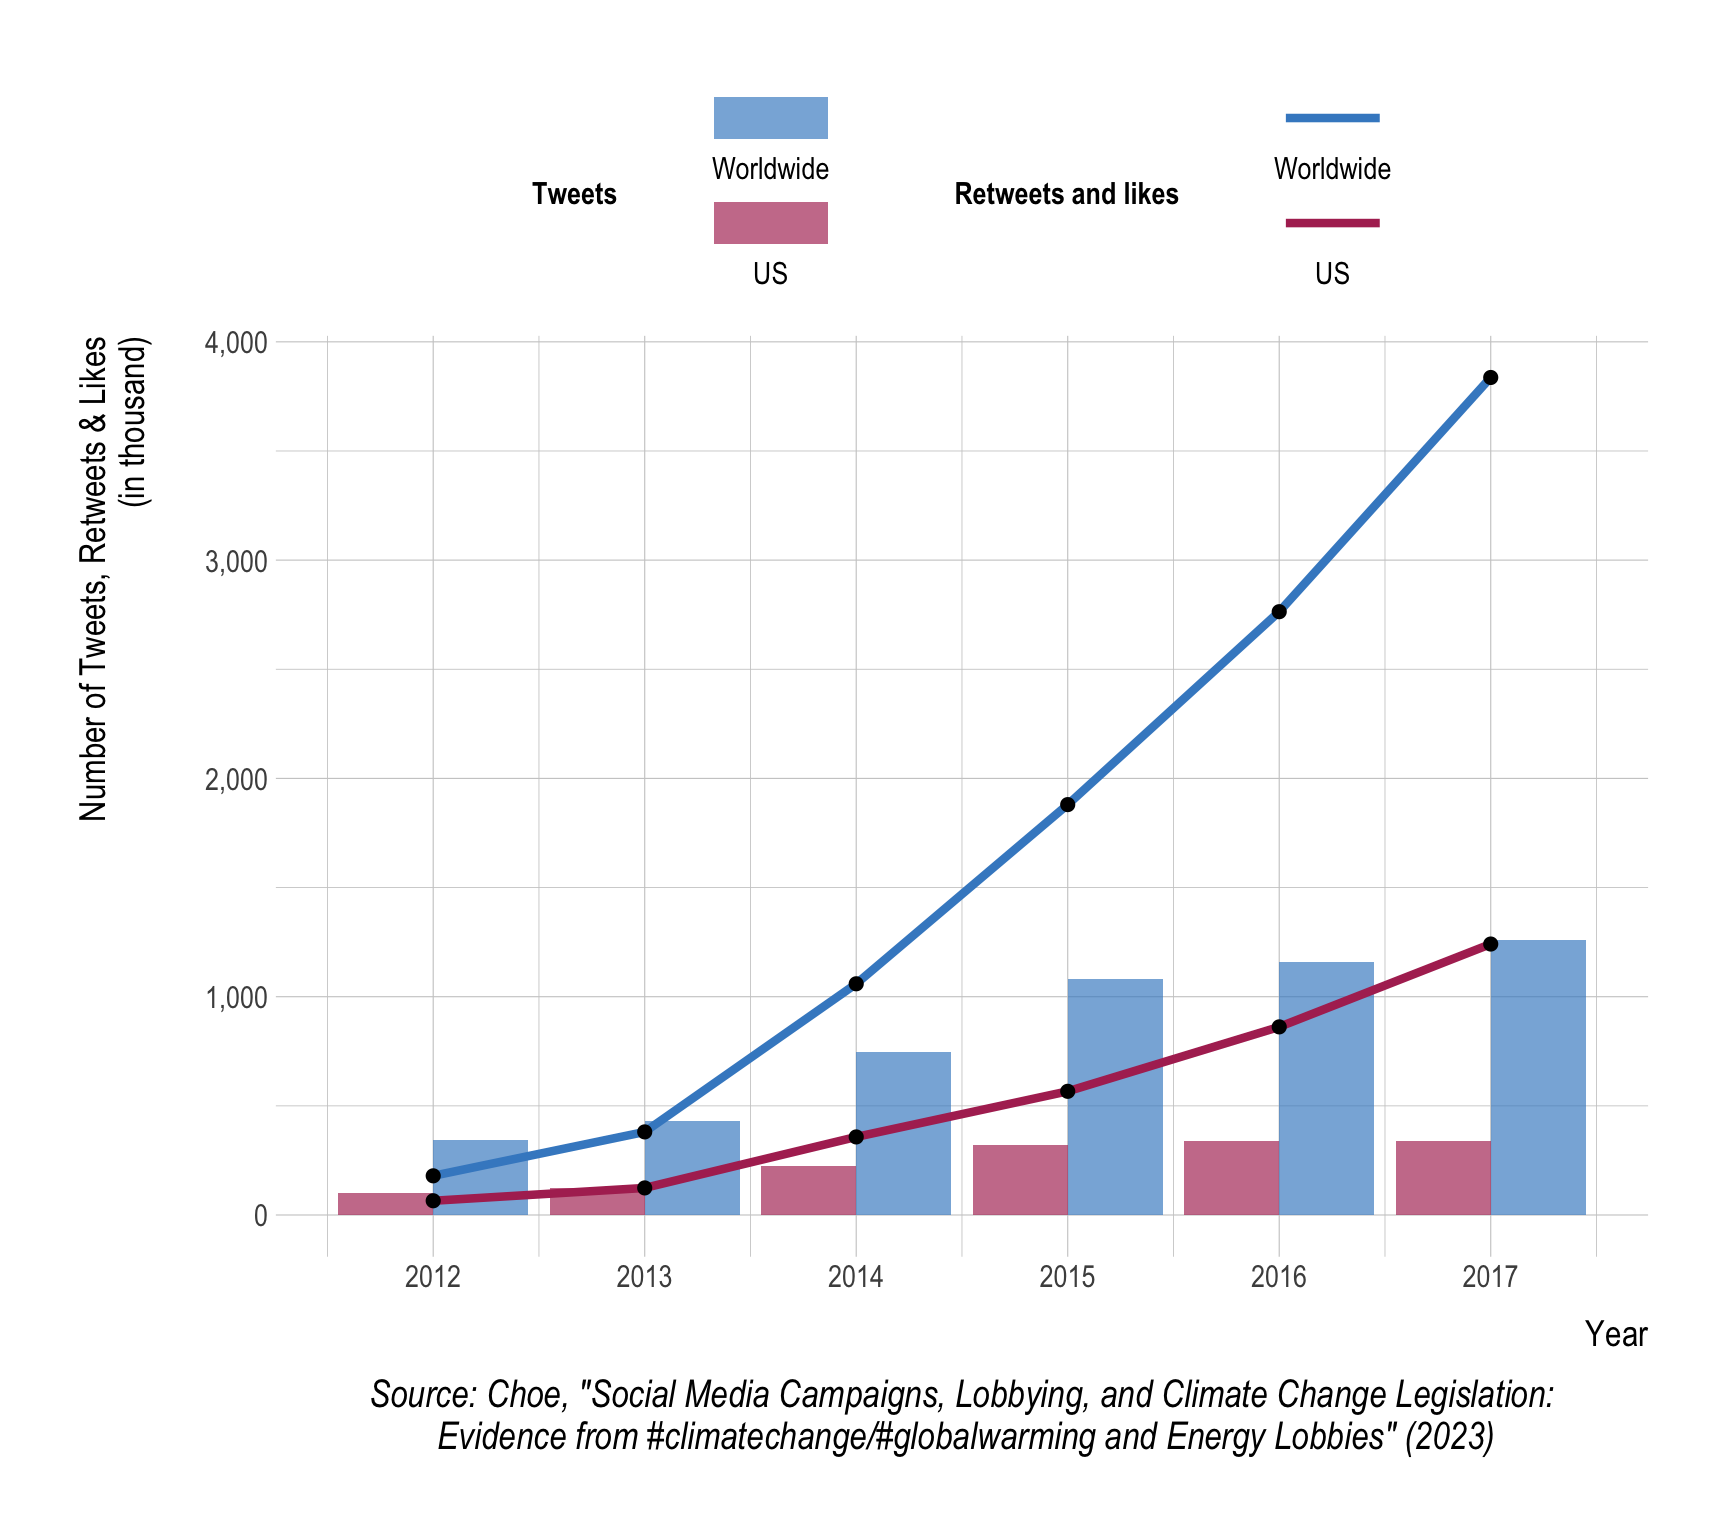 Tweets
Worldwide
US
Retweets and likes
Worldwide
US
Number of Tweets, Retweets & Likes
(in thousand)
4,000
3,000
2,000
1,000
0
2012 2013 2014 2015 2016 2017
Year
Source: Choe, "Social Media Campaigns, Lobbying, and Climate Change Legislation:
Evidence from #climatechange/#globalwarming and Energy Lobbies" (2023)